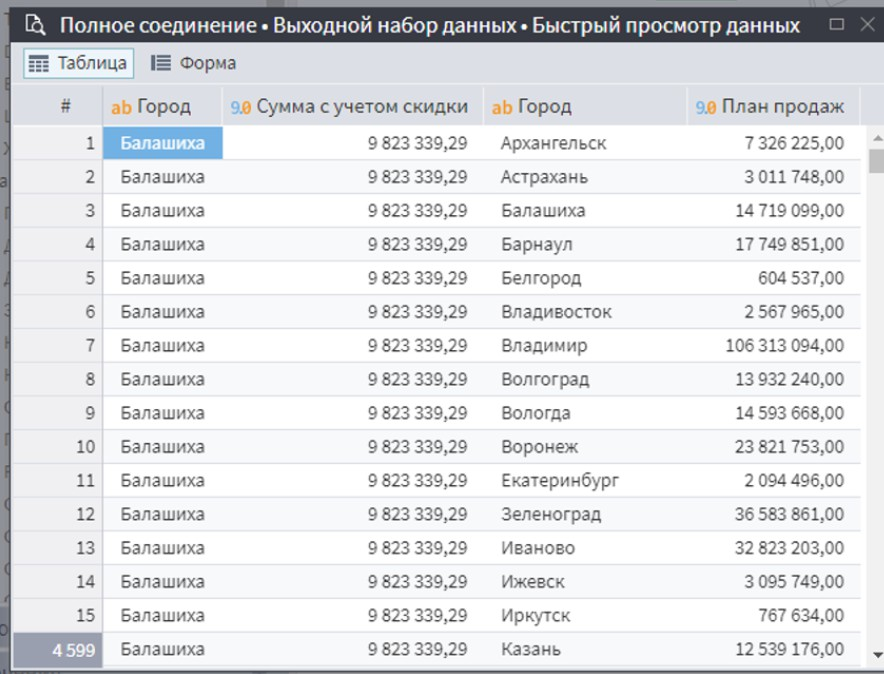 Полное соединение • Выходной набор данных • Быстрый просмотр данных
Таблица Форма
# ab Город 9.0 Сумма с учетом скидки ab Город 9.0 План продаж
1 Балашиха 9 823 339,29 Архангельск 7 326 225,00
2 Балашиха 9 823 339,29 Астрахань 3 011 748,00
3 Балашиха 9 823 339,29 Балашиха 14 719 099,00
4 Балашиха 9 823 339,29 Барнаул 17 749 851,00
5 Балашиха 9 823 339,29 Белгород 604 537,00
6 Балашиха 9 823 339,29 Владивосток 2 567 965,00
7 Балашиха 9 823 339,29 Владимир 106 313 094,00
8 Балашиха 9 823 339,29 Волгоград 13 932 240,00
9 Балашиха 9 823 339,29 Вологда 14 593 668,00
10 Балашиха 9 823 339,29 Воронеж 23 821 753,00
11 Балашиха 9 823 339,29 Екатеринбург 2 094 496,00
12 Балашиха 9 823 339,29 Зеленоград 36 583 861,00
13 Балашиха 9 823 339,29 Иваново 32 823 203,00
14 Балашиха 9 823 339,29 Ижевск 3 095 749,00
15 Балашиха 9 823 339,29 Иркутск 767 634,00
4 599 Балашиха 9 823 339,29 Казань 12 539 176,00